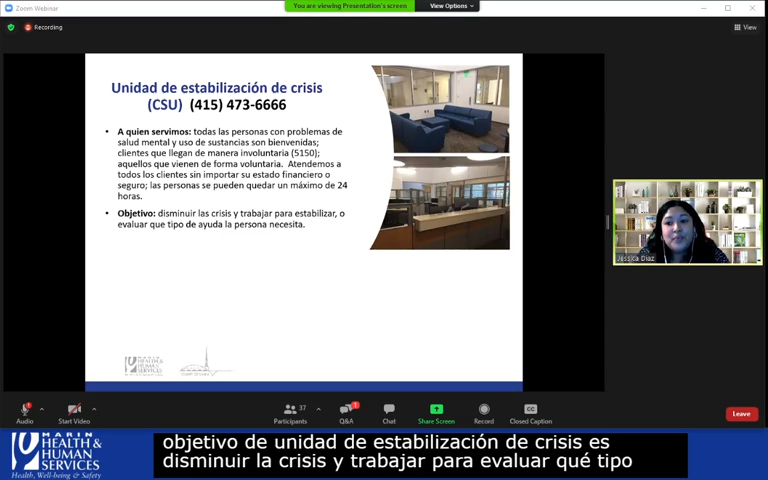 Zoom Webinar
You are viewing Presentation's screen
View Options
Recording
View
Unidad de estabilización de crisis
(CSU) (415) 473-6666
• A quien servimos: todas las personas con problemas de
salud mental y uso de sustancias son bienvenidas;
clientes que llegan de manera involuntaria (5150);
aquellos que vienen de forma voluntaria. Atendemos a
todos los clientes sin importar su estado financiero o
seguro; las personas se pueden quedar un máximo de 24
horas.
• Objetivo: disminuir las crisis y trabajar para estabilizar, o
evaluar que tipo de ayuda la persona necesita.
Jessica Diaz
MARIN
HEALTH &
HUMAN
SERVICES
Audio
Start Video
37
Participants
1
Q&A
Chat
Share Screen
Record
CC
Closed Caption
Leave
MARIN
HEALTH &
HUMAN
SERVICES
Health, Well-being & Safety
objetivo de unidad de estabilización de crisis es
disminuir la crisis y trabajar para evaluar qué tipo